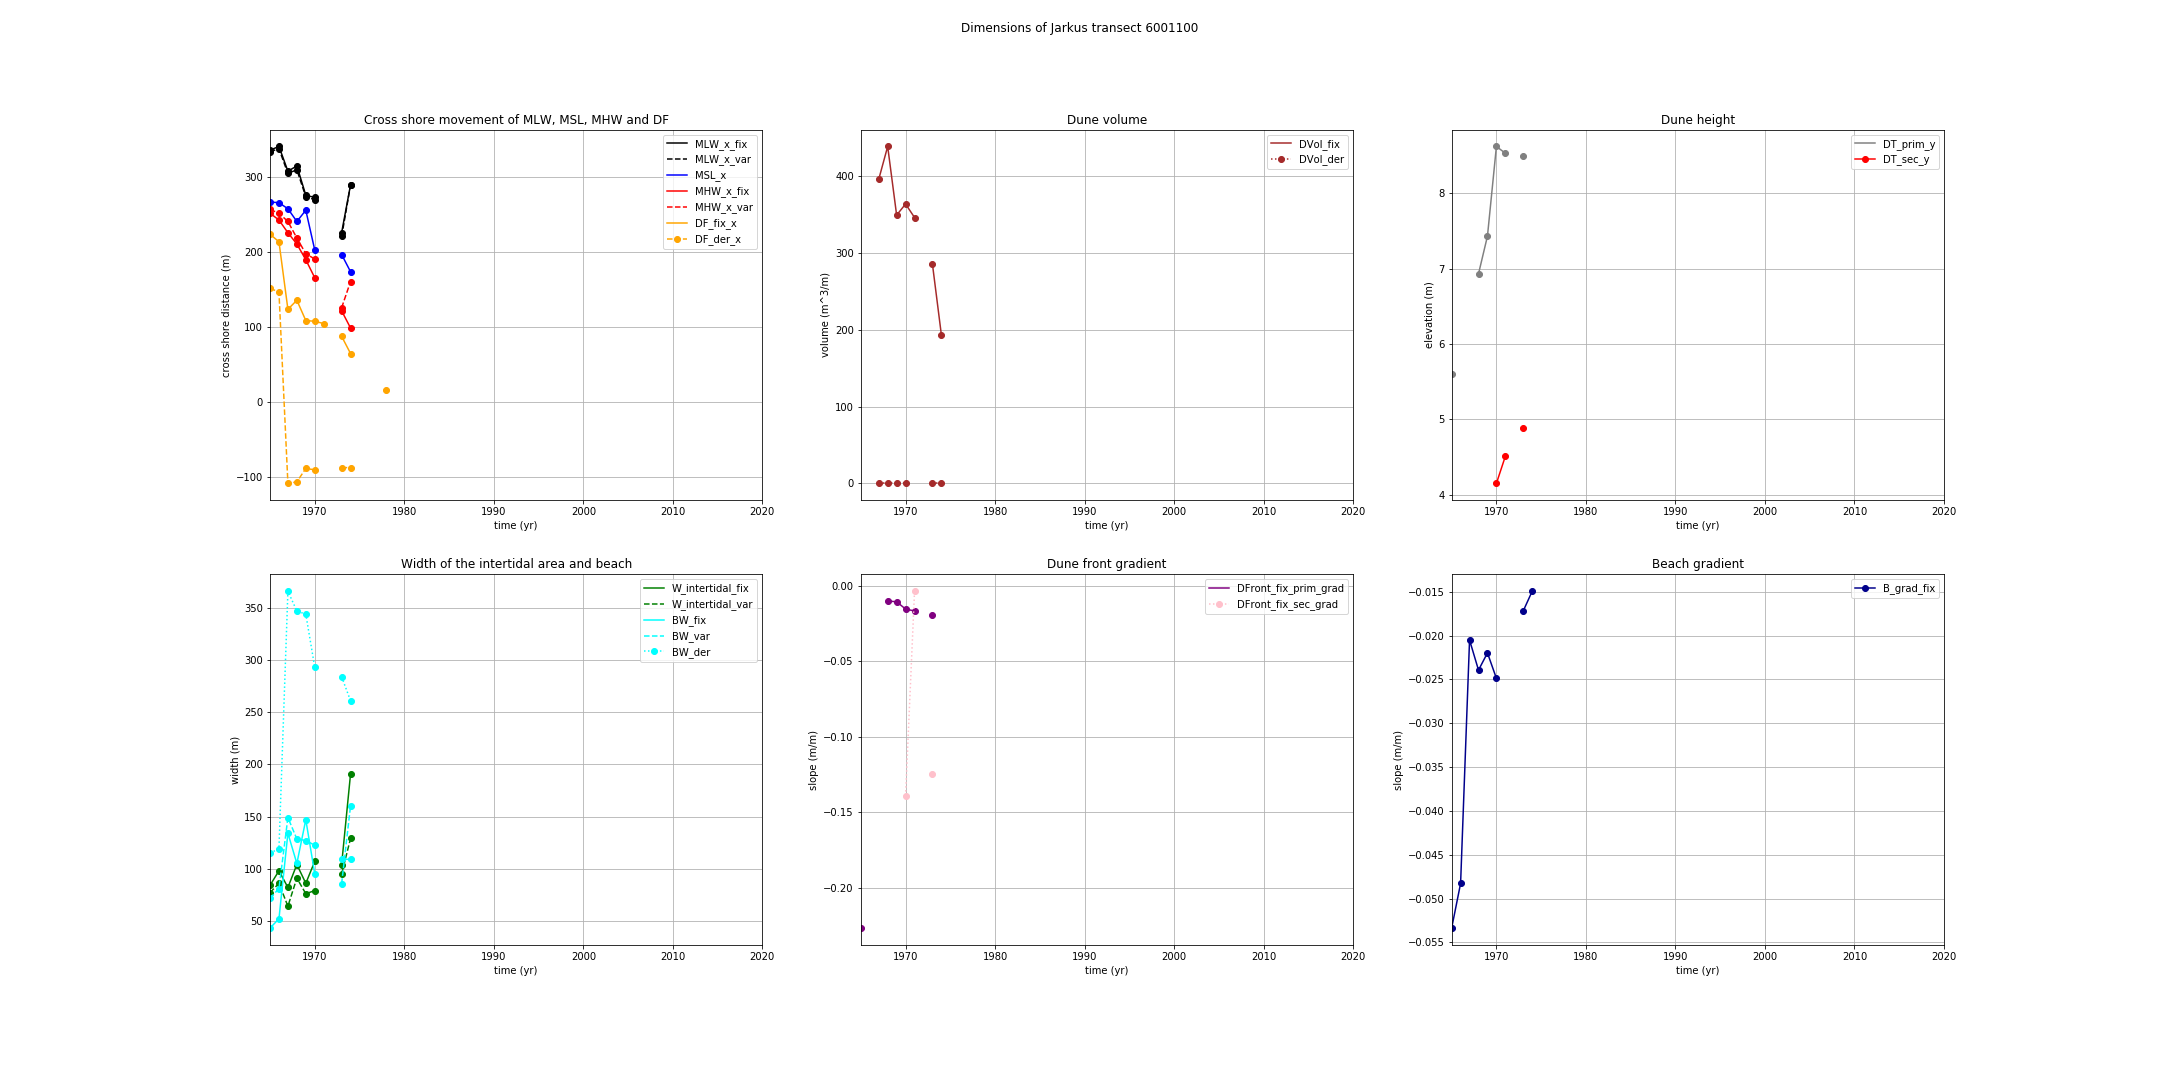 Dimensions of Jarkus transect 6001100
Cross shore movement of MLW, MSL, MHW and DF
cross shore distance (m)
300
200
100
0
−100
MLW_x_fix
MLW_x_var
MSL_x
MHW_x_fix
MHW_x_var
DF_fix_x
DF_der_x
1970 1980 1990 2000 2010 2020
time (yr)
Dune volume
volume (m^3/m)
400
300
200
100
0
DVol_fix
DVol_der
1970 1980 1990 2000 2010 2020
time (yr)
Dune height
elevation (m)
8
7
6
5
4
DT_prim_y
DT_sec_y
1970 1980 1990 2000 2010 2020
time (yr)
Width of the intertidal area and beach
width (m)
350
300
250
200
150
100
50
W_intertidal_fix
W_intertidal_var
BW_fix
BW_var
BW_der
1970 1980 1990 2000 2010 2020
time (yr)
Dune front gradient
slope (m/m)
0.00
−0.05
−0.10
−0.15
−0.20
DFront_fix_prim_grad
DFront_fix_sec_grad
1970 1980 1990 2000 2010 2020
time (yr)
Beach gradient
slope (m/m)
−0.015
−0.020
−0.025
−0.030
−0.035
−0.040
−0.045
−0.050
−0.055
B_grad_fix
1970 1980 1990 2000 2010 2020
time (yr)